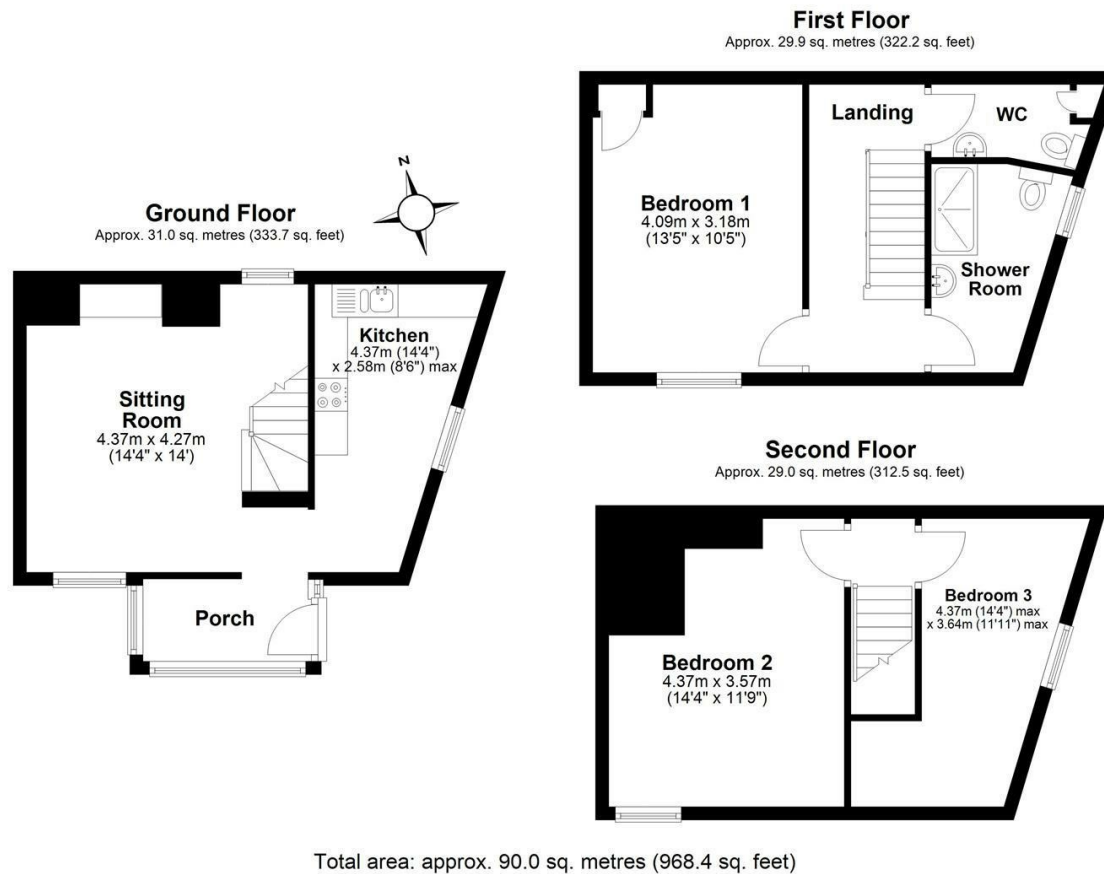 First Floor
Approx. 29.9 sq. metres (322.2 sq. feet)
Landing
WC
Bedroom 1
4.09m x 3.18m
(13'5" x 10'5")
Shower
Room
N
Ground Floor
Approx. 31.0 sq. metres (333.7 sq. feet)
Kitchen
4.37m (14'4")
x 2.58m (8'6") max
Sitting
Room
4.37m x 4.27m
(14'4" x 14')
Porch
Second Floor
Approx. 29.0 sq. metres (312.5 sq. feet)
Bedroom 3
4.37m (14'4") max
x 3.64m (11'11") max
Bedroom 2
4.37m x 3.57m
(14'4" x 11'9")
Total area: approx. 90.0 sq. metres (968.4 sq. feet)